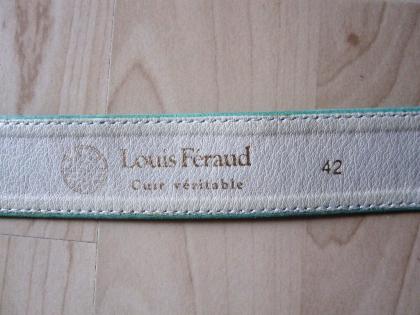 Louis Féraud
Cuir véritable
42